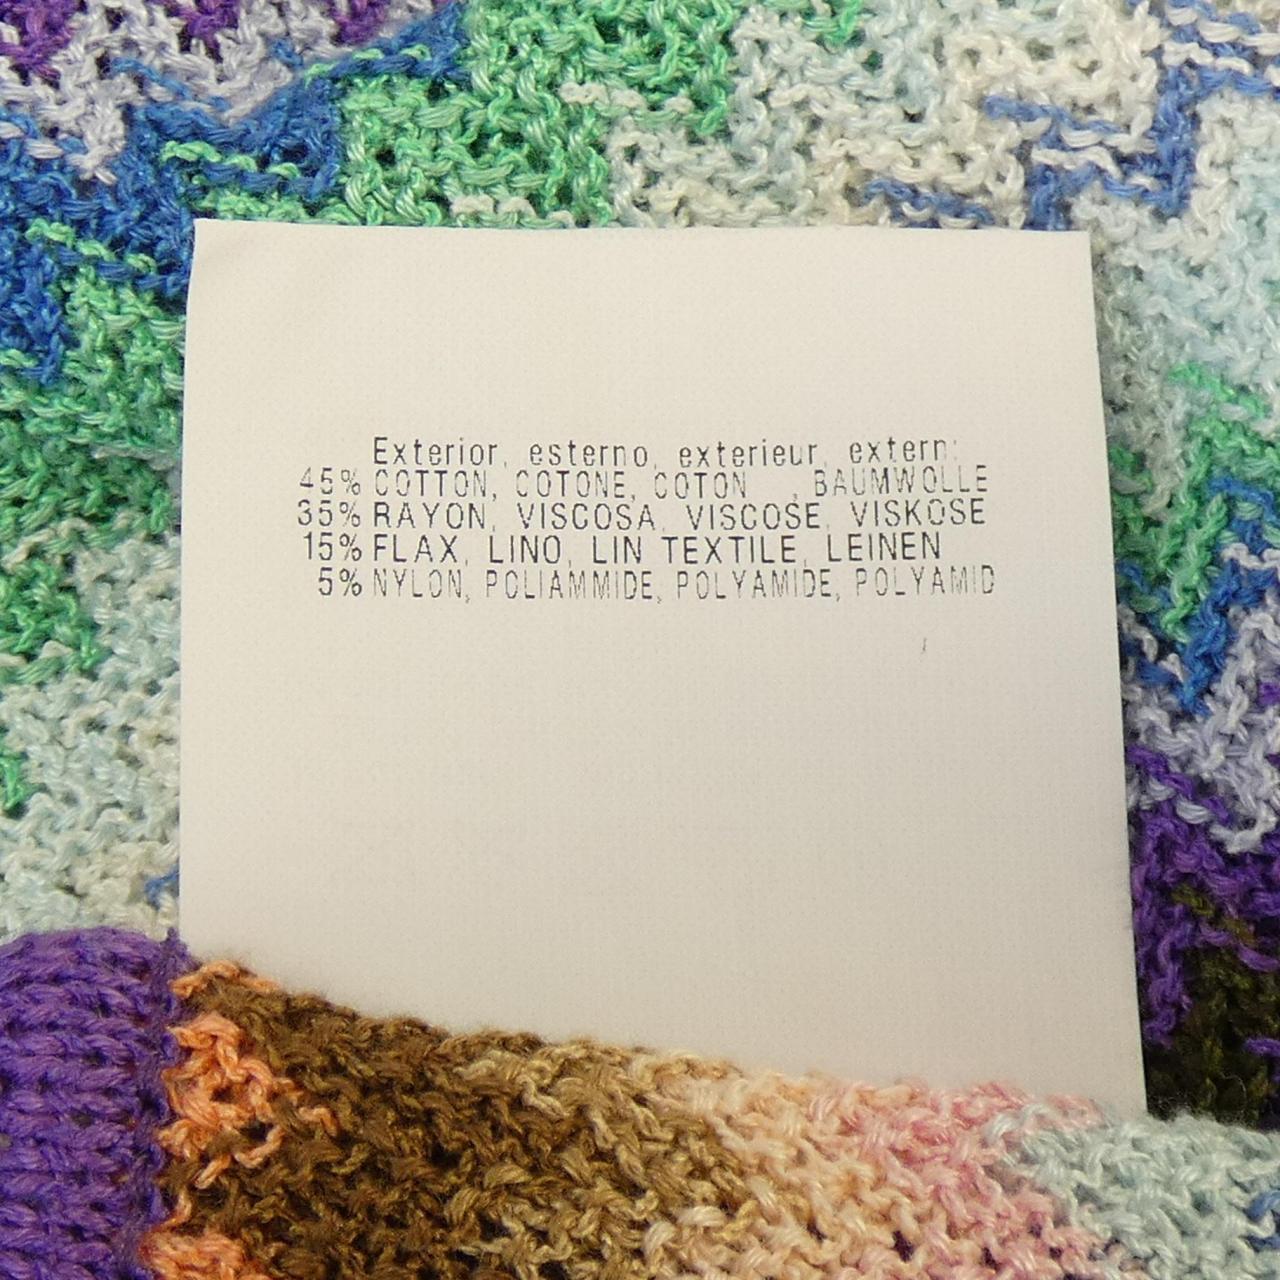 Exterior, esterno, exterieur, extern:
45% COTTON, COTONE, COTON , BAUMWOLLE
35% RAYON, VISCOSA, VISCOSE, VISKOSE
15% FLAX, LINO, LIN TEXTILE, LEINEN
5% NYLON, POLIAMMIDE, POLYAMIDE, POLYAMID